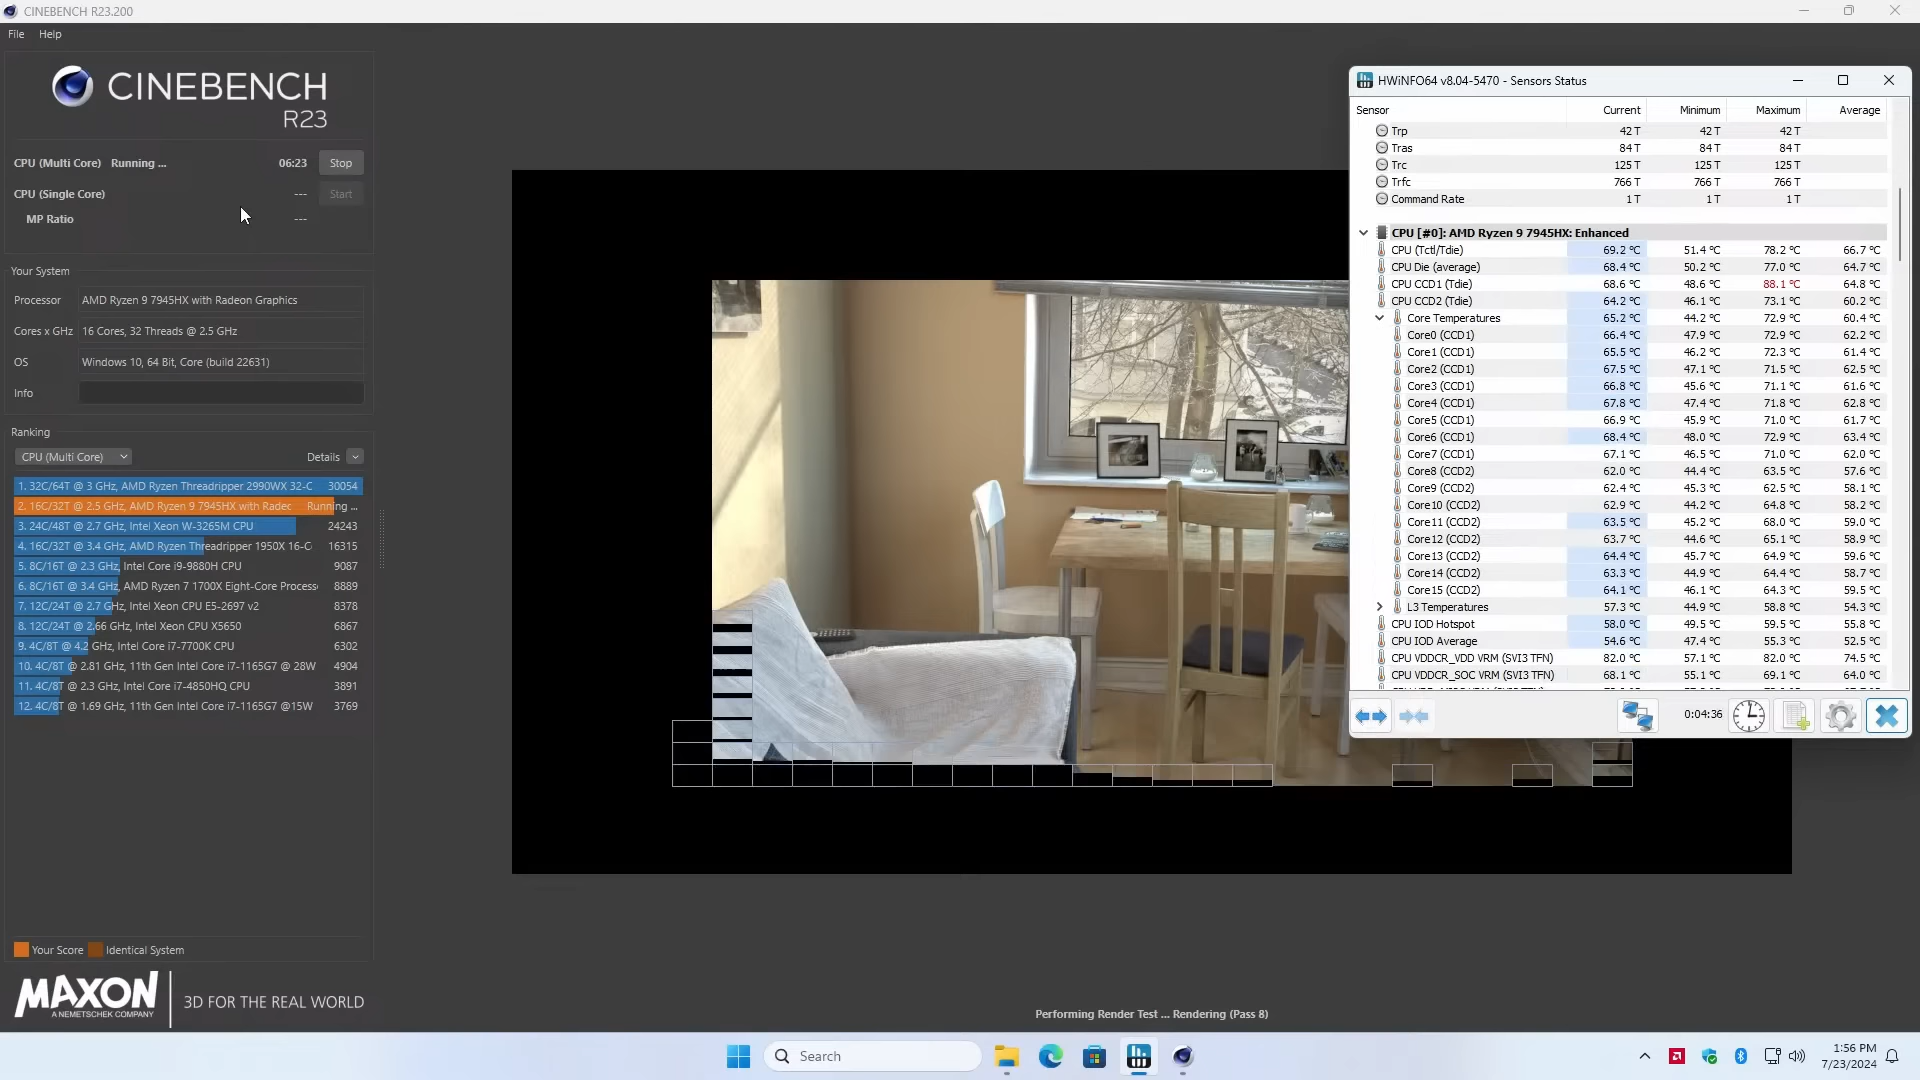 CINEBENCH R23.200
File Help
CINEBENCH
R23
CPU (Multi Core) Running ... 06:23 Stop
CPU (Single Core) --- Start
MP Ratio ---
Your System
Processor AMD Ryzen 9 7945HX with Radeon Graphics
Cores x GHz 16 Cores, 32 Threads @ 2.5 GHz
OS Windows 10, 64 Bit, Core (build 22631)
Info
Ranking
CPU (Multi Core) Details
1. 32C/64T @ 3 GHz, AMD Ryzen Threadripper 2990WX 32-C 30054
2. 16C/32T @ 2.5 GHz, AMD Ryzen 9 7945HX with Radec Running ...
3. 24C/48T @ 2.7 GHz, Intel Xeon W-3265M CPU 24243
4. 16C/32T @ 3.4 GHz, AMD Ryzen Threadripper 1950X 16-C 16315
5. 8C/16T @ 2.3 GHz, Intel Core i9-9880H CPU 9087
6. 8C/16T @ 3.4 GHz, AMD Ryzen 7 1700X Eight-Core Process 8889
7. 12C/24T @ 2.7 GHz, Intel Xeon CPU E5-2697 v2 8378
8. 12C/24T @ 2.66 GHz, Intel Xeon CPU X5650 6867
9. 4C/8T @ 4.2 GHz, Intel Core i7-7700K CPU 6302
10. 4C/8T @ 2.81 GHz, 11th Gen Intel Core i7-1165G7 @ 28W 4904
11. 4C/8T @ 2.3 GHz, Intel Core i7-4850HQ CPU 3891
12. 4C/8T @ 1.69 GHz, 11th Gen Intel Core i7-1165G7 @15W 3769
Your Score Identical System
MAXON
A NEMETSCHEK COMPANY
3D FOR THE REAL WORLD
Performing Render Test ... Rendering (Pass 8)
HWiNFO64 v8.04-5470 - Sensors Status
Sensor Current Minimum Maximum Average
Trp 42 T 42 T 42 T
Tras 84 T 84 T 84 T
Trc 125 T 125 T 125 T
Trfc 766 T 766 T 766 T
Command Rate 1 T 1 T 1 T
CPU [#0]: AMD Ryzen 9 7945HX: Enhanced
CPU (Tctl/Tdie) 69.2 °C 51.4 °C 78.2 °C 66.7 °C
CPU Die (average) 68.4 °C 50.2 °C 77.0 °C 64.7 °C
CPU CCD1 (Tdie) 68.6 °C 48.6 °C 88.1 °C 64.8 °C
CPU CCD2 (Tdie) 64.2 °C 46.1 °C 73.1 °C 60.2 °C
Core Temperatures 65.2 °C 44.2 °C 72.9 °C 60.4 °C
Core0 (CCD1) 66.4 °C 47.9 °C 72.9 °C 62.2 °C
Core1 (CCD1) 65.5 °C 46.2 °C 72.3 °C 61.4 °C
Core2 (CCD1) 67.5 °C 47.1 °C 71.5 °C 62.5 °C
Core3 (CCD1) 66.8 °C 45.6 °C 71.1 °C 61.6 °C
Core4 (CCD1) 67.8 °C 47.4 °C 71.8 °C 62.8 °C
Core5 (CCD1) 66.9 °C 45.9 °C 71.0 °C 61.7 °C
Core6 (CCD1) 68.4 °C 48.0 °C 72.9 °C 63.4 °C
Core7 (CCD1) 67.1 °C 46.5 °C 71.0 °C 62.0 °C
Core8 (CCD2) 62.0 °C 44.4 °C 63.5 °C 57.6 °C
Core9 (CCD2) 62.4 °C 45.3 °C 62.5 °C 58.1 °C
Core10 (CCD2) 62.9 °C 44.2 °C 64.8 °C 58.2 °C
Core11 (CCD2) 63.5 °C 45.2 °C 68.0 °C 59.0 °C
Core12 (CCD2) 63.7 °C 44.6 °C 65.1 °C 58.9 °C
Core13 (CCD2) 64.4 °C 45.7 °C 64.9 °C 59.6 °C
Core14 (CCD2) 63.3 °C 44.9 °C 64.4 °C 58.7 °C
Core15 (CCD2) 64.1 °C 46.1 °C 64.3 °C 59.5 °C
L3 Temperatures 57.3 °C 44.9 °C 58.8 °C 54.3 °C
CPU IOD Hotspot 58.0 °C 49.5 °C 59.5 °C 55.8 °C
CPU IOD Average 54.6 °C 47.4 °C 55.3 °C 52.5 °C
CPU VDDCR_VDD VRM (SVI3 TFN) 82.0 °C 57.1 °C 82.0 °C 74.5 °C
CPU VDDCR_SOC VRM (SVI3 TFN) 68.1 °C 55.1 °C 69.1 °C 64.0 °C
0:04:36
Search
1:56 PM
7/23/2024